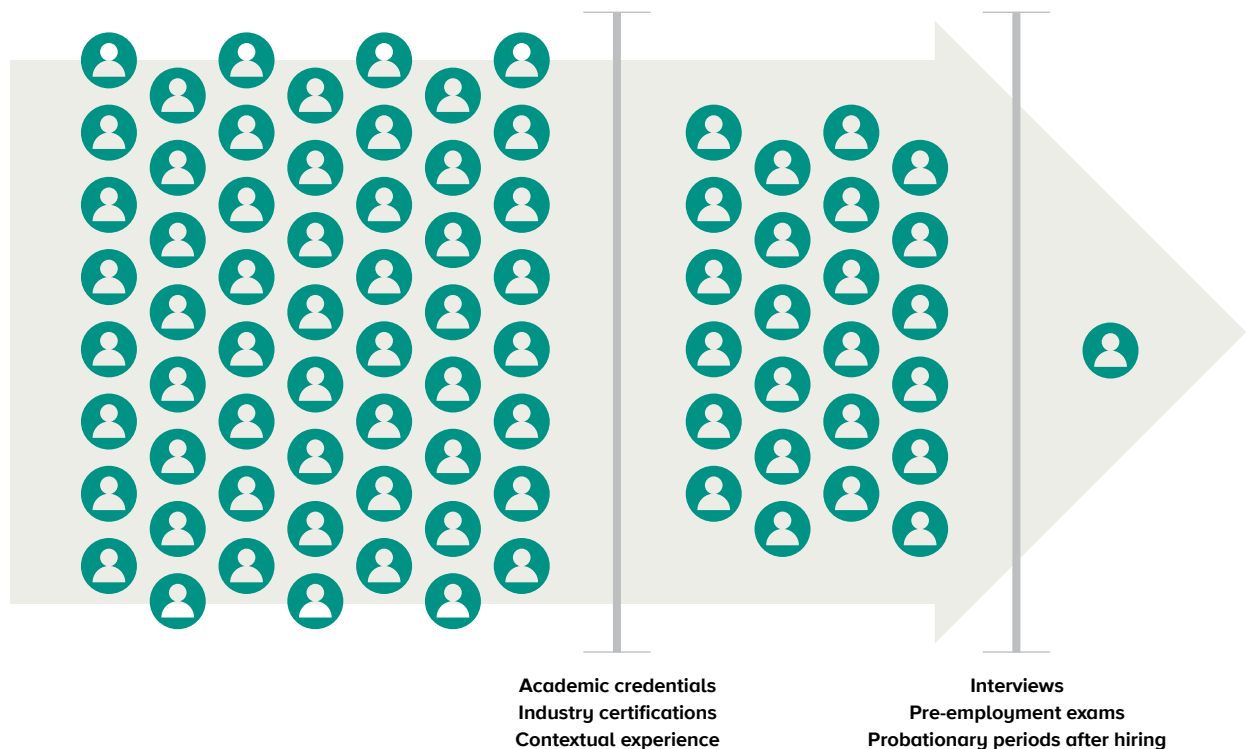 Academic credentials
Industry certifications
Contextual experience
Interviews
Pre-employment exams
Probationary periods after hiring